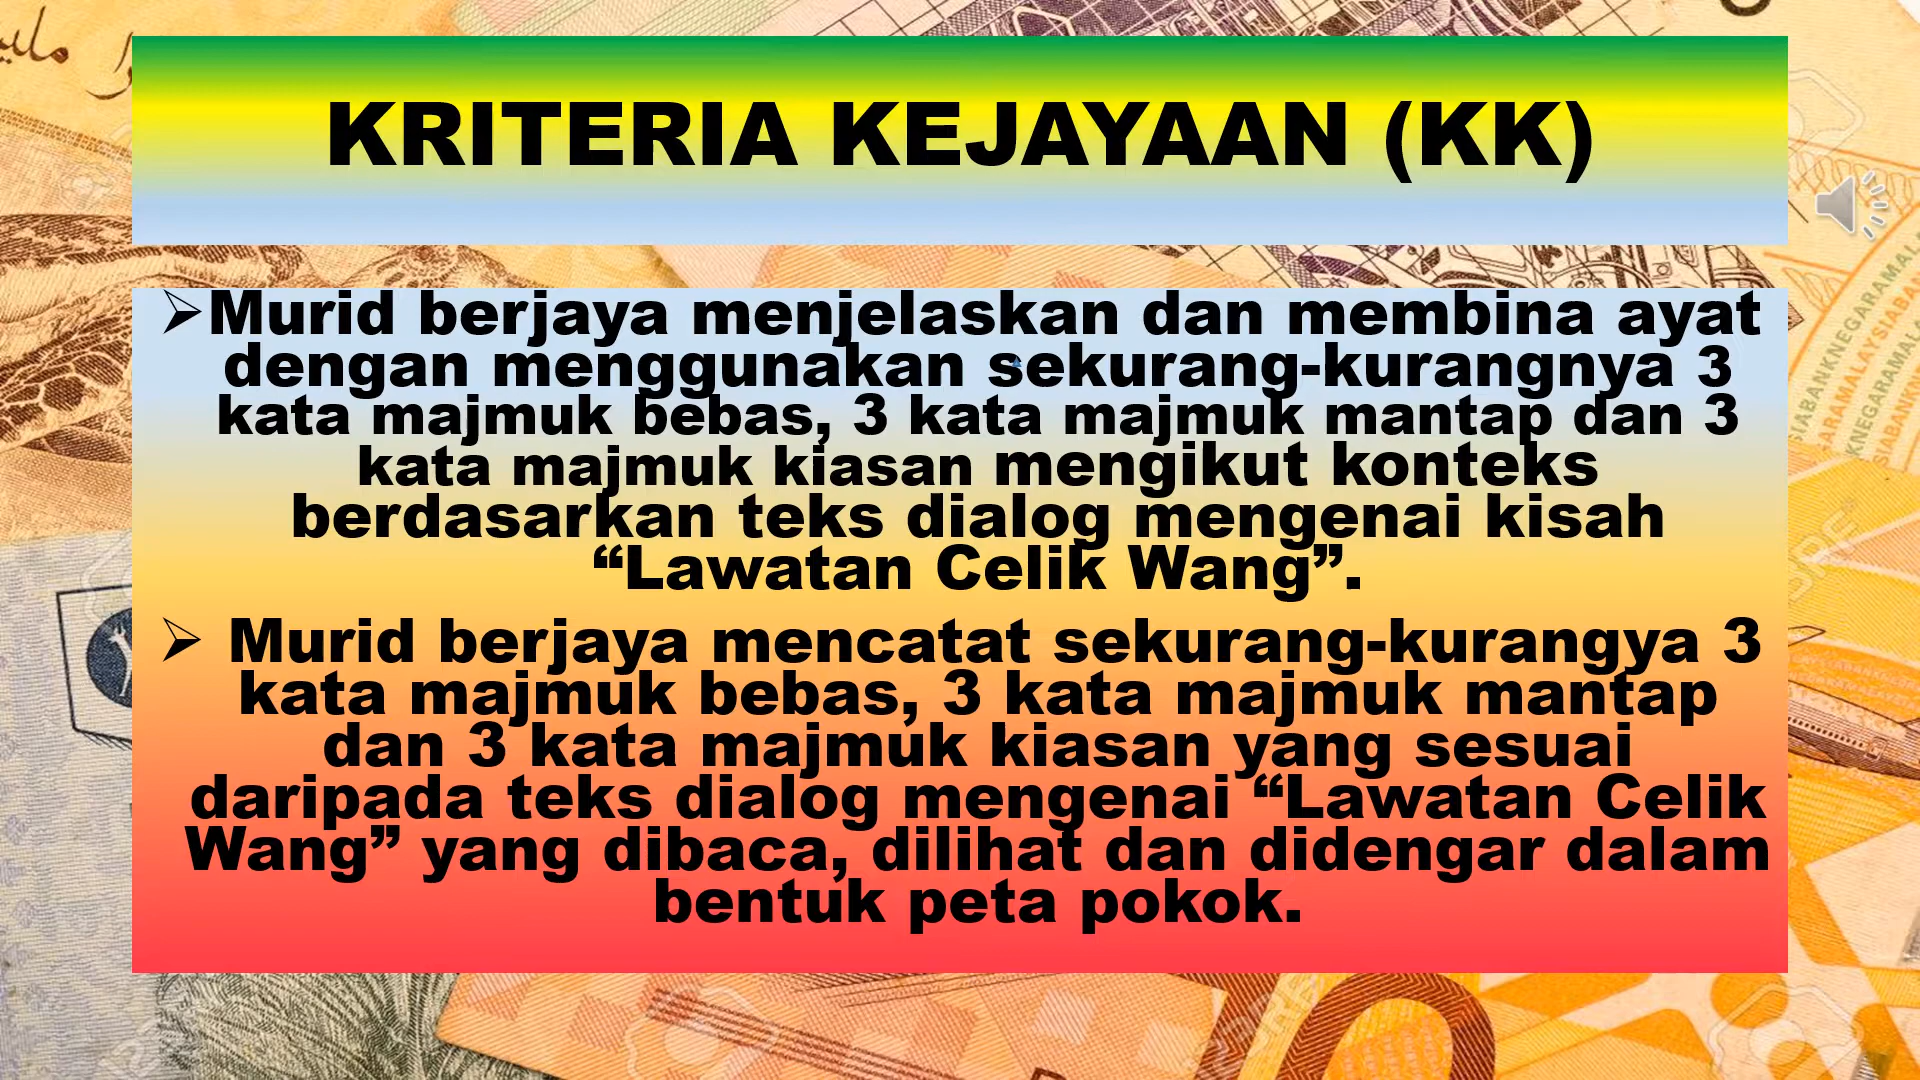 KRITERIA KEJAYAAN (KK)
➢Murid berjaya menjelaskan dan membina ayat
dengan menggunakan sekurang-kurangnya 3
kata majmuk bebas, 3 kata majmuk mantap dan 3
kata majmuk kiasan mengikut konteks
berdasarkan teks dialog mengenai kisah
“Lawatan Celik Wang”.
➢ Murid berjaya mencatat sekurang-kurangya 3
kata majmuk bebas, 3 kata majmuk mantap
dan 3 kata majmuk kiasan yang sesuai
daripada teks dialog mengenai “Lawatan Celik
Wang” yang dibaca, dilihat dan didengar dalam
bentuk peta pokok.